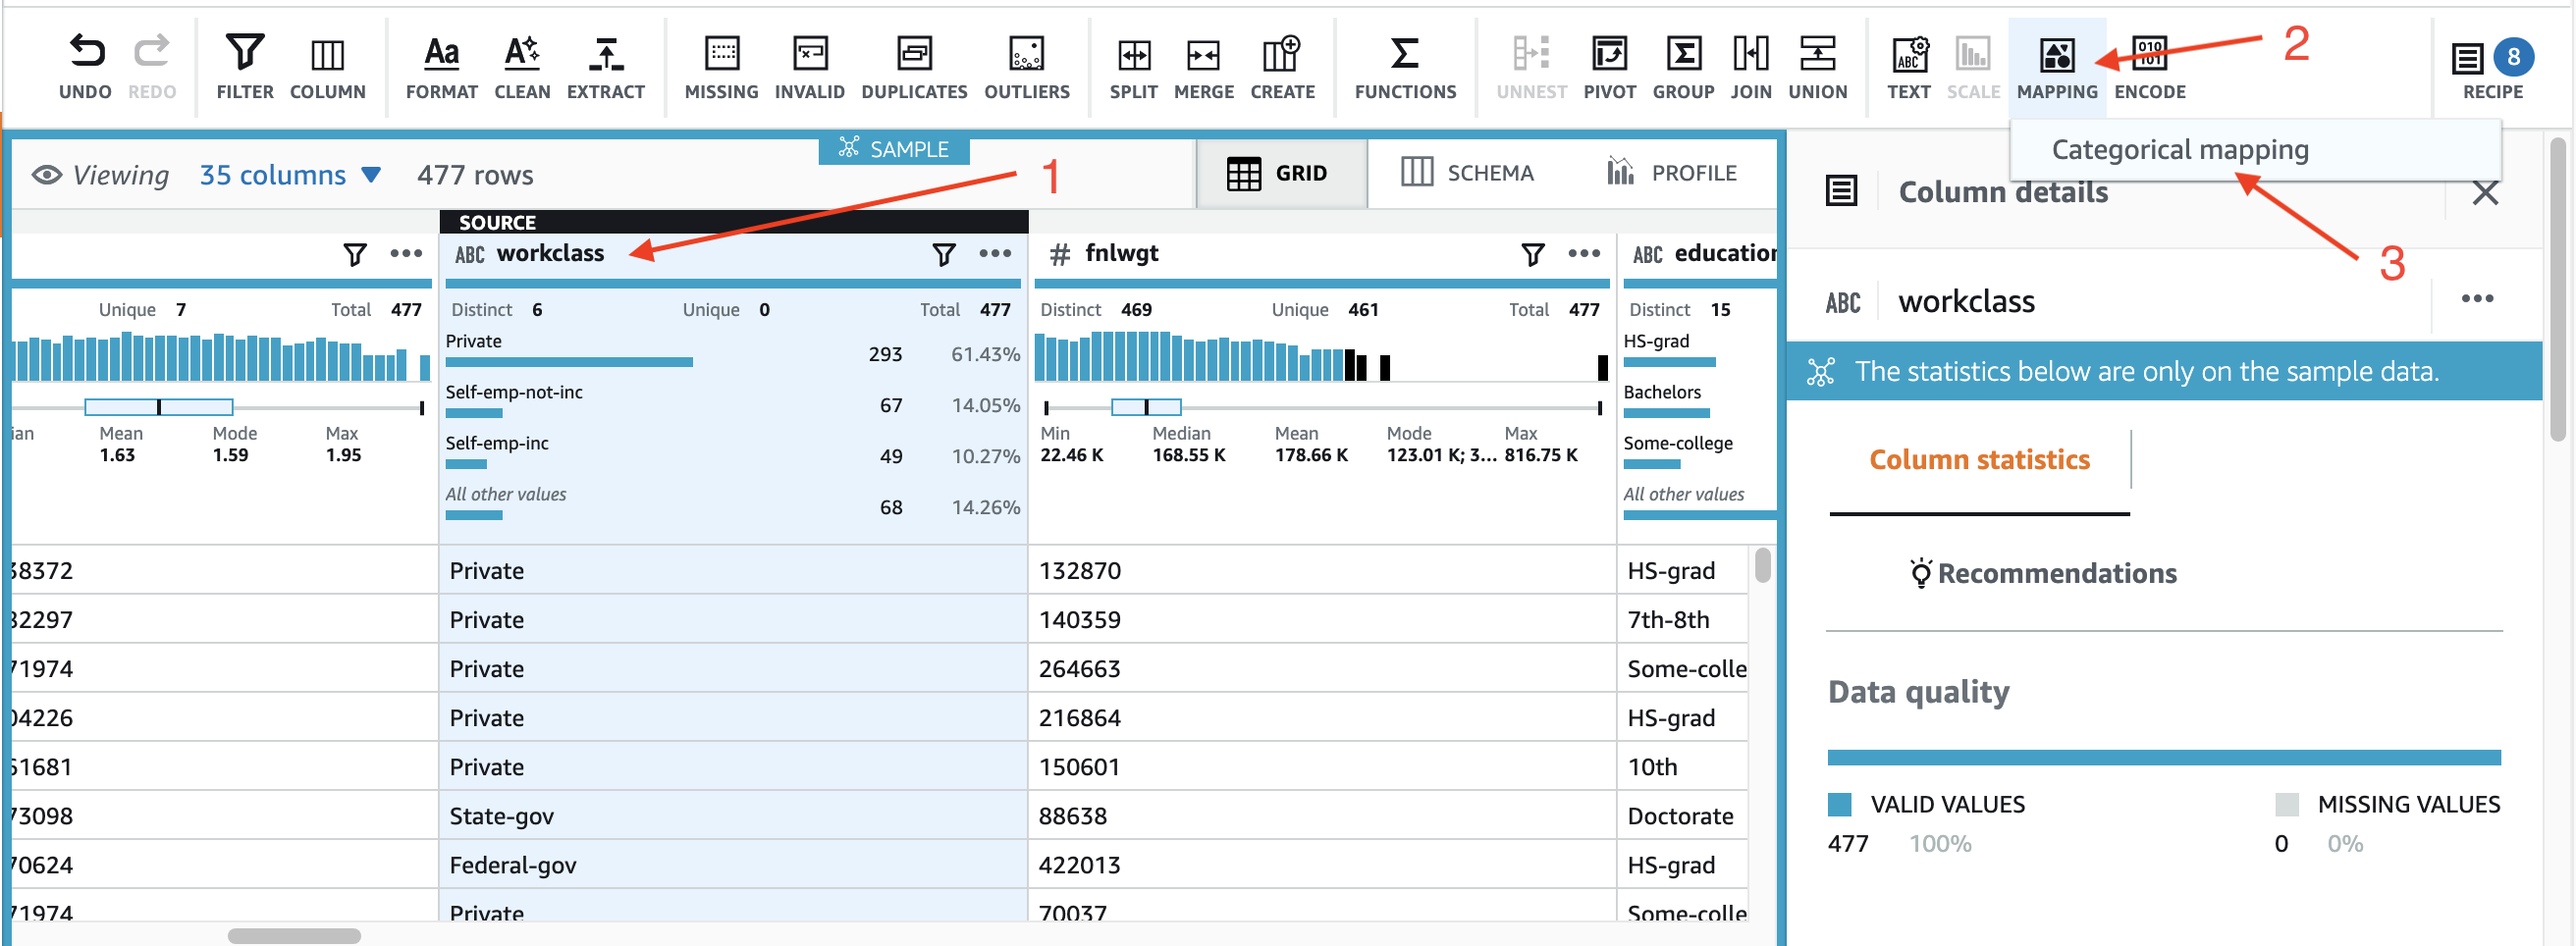 UNDO REDO FILTER COLUMN FORMAT CLEAN EXTRACT MISSING INVALID DUPLICATES OUTLIERS SPLIT MERGE CREATE FUNCTIONS UNNEST PIVOT GROUP JOIN UNION TEXT SCALE MAPPING ENCODE RECIPE
8
2
Categorical mapping
3
Viewing 35 columns 477 rows
SAMPLE
1
GRID SCHEMA PROFILE
Column details
SOURCE
ABC workclass
# fnlwgt
ABC education
Unique 7 Total 477
Distinct 6 Unique 0 Total 477
Distinct 469 Unique 461 Total 477
Distinct 15
Private 293 61.43%
Self-emp-not-inc 67 14.05%
Self-emp-inc 49 10.27%
All other values 68 14.26%
HS-grad
Bachelors
Some-college
All other values
ian Mean Mode Max
1.63 1.59 1.95
Min Median Mean Mode Max
22.46 K 168.55 K 178.66 K 123.01 K; 3... 816.75 K
38372 Private 132870 HS-grad
32297 Private 140359 7th-8th
71974 Private 264663 Some-colle
04226 Private 216864 HS-grad
61681 Private 150601 10th
73098 State-gov 88638 Doctorate
70624 Federal-gov 422013 HS-grad
71974 Private 70037 Some-colle
ABC workclass
The statistics below are only on the sample data.
Column statistics
Recommendations
Data quality
VALID VALUES MISSING VALUES
477 100% 0 0%